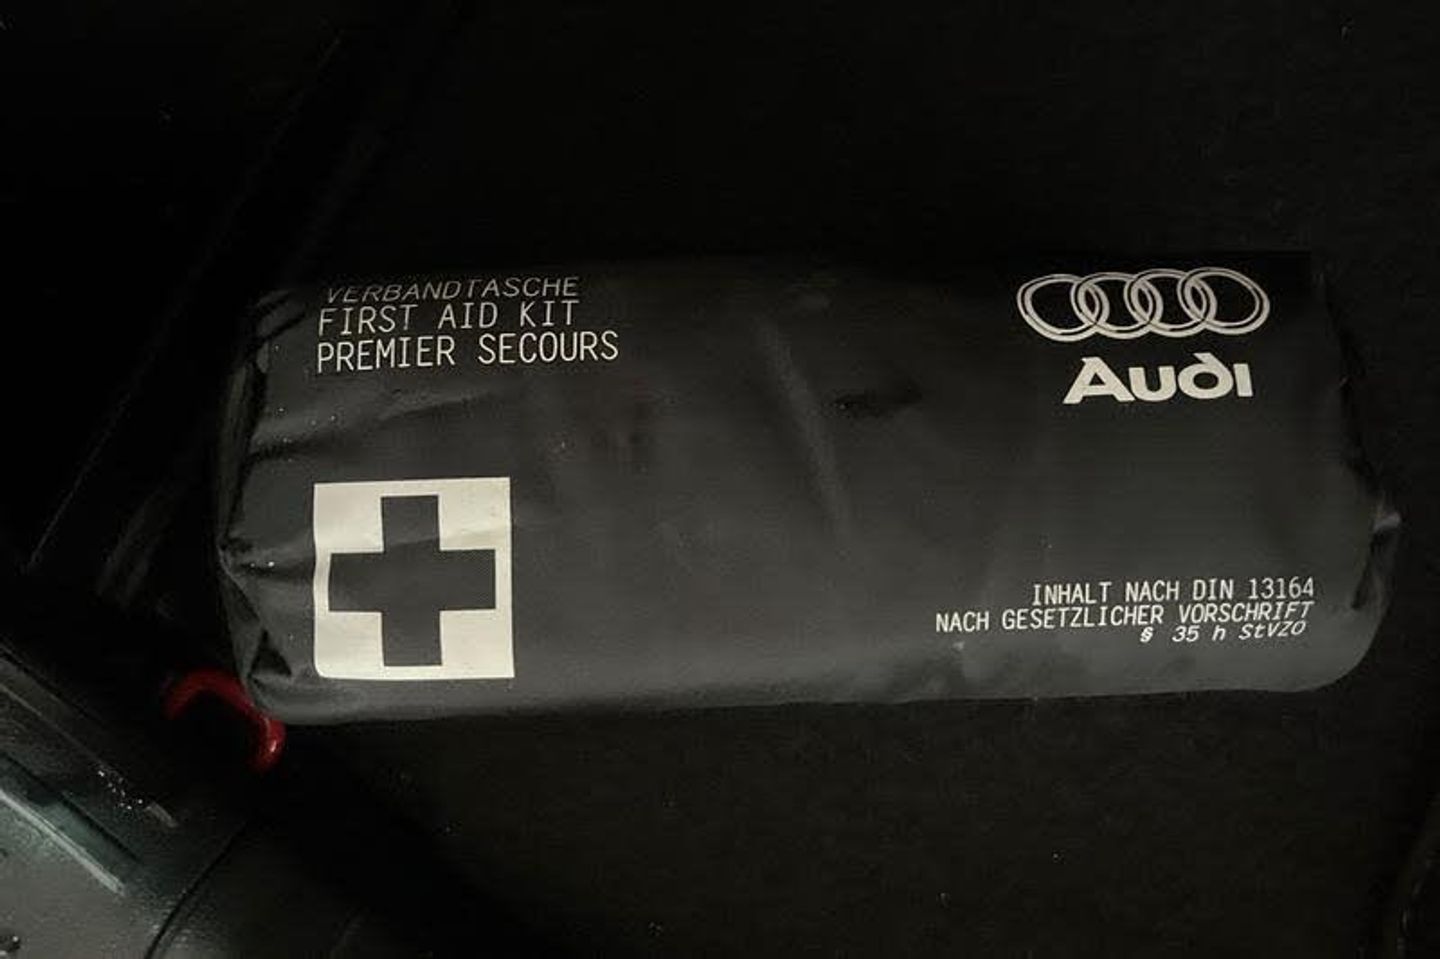 VERBANDTASCHE
FIRST AID KIT
PREMIER SECOURS
Audi
INHALT NACH DIN 13164
NACH GESETZLICHER VORSCHRIFT
§ 35 h StVZO